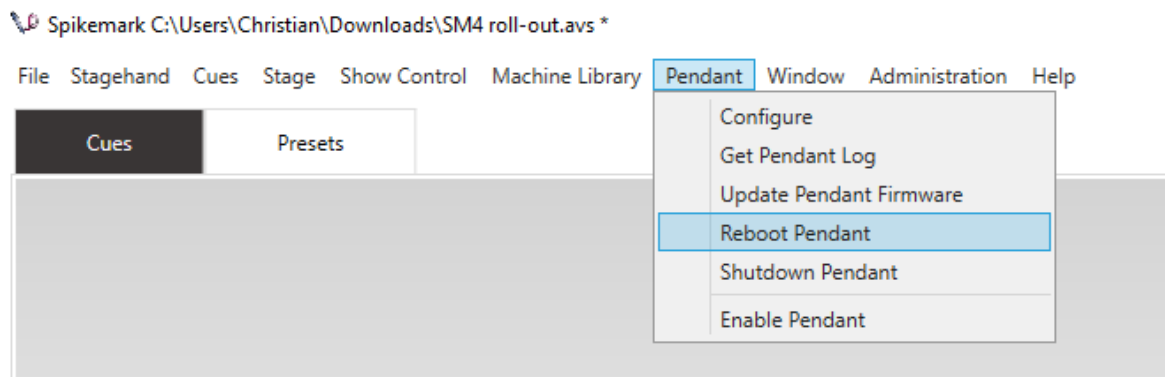 Spikemark C:\Users\Christian\Downloads\SM4 roll-out.avs *
File Stagehand Cues Stage Show Control Machine Library Pendant Window Administration Help
Cues Presets
Configure
Get Pendant Log
Update Pendant Firmware
Reboot Pendant
Shutdown Pendant
Enable Pendant